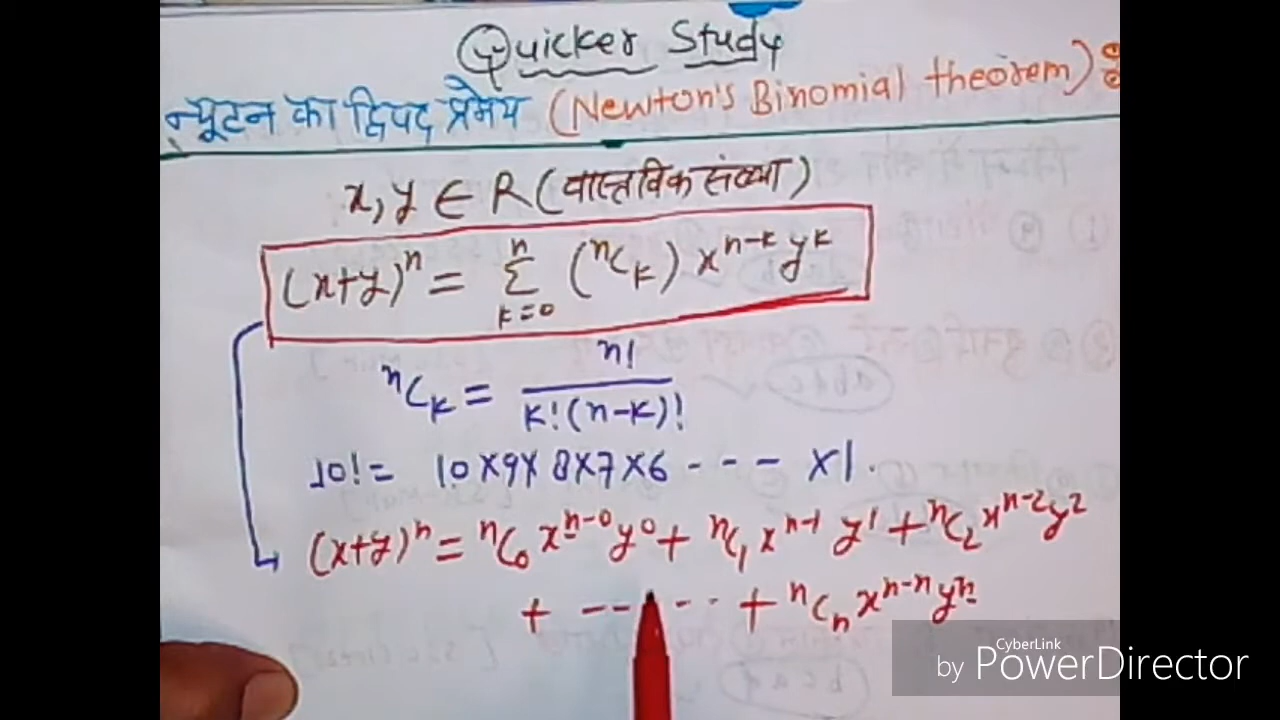 Quicker Study
न्यूटन का द्विपद प्रमेय (Newton's Binomial theorem)
x, y ∈ R (वास्तविक संख्या)
(x+y)ⁿ = ∑ₖ₌₀ⁿ (ⁿCₖ) xⁿ⁻ᵏ yᵏ
ⁿCₖ = n! / k!(n-k)!
10! = 10×9×8×7×6 - - - ×1.
(x+y)ⁿ = ⁿC₀ xⁿ⁻⁰ y⁰ + ⁿC₁ xⁿ⁻¹ y¹ + ⁿC₂ xⁿ⁻² y²
+ - - - - - + ⁿCₙ xⁿ⁻ⁿ yⁿ
CyberLink
by PowerDirector